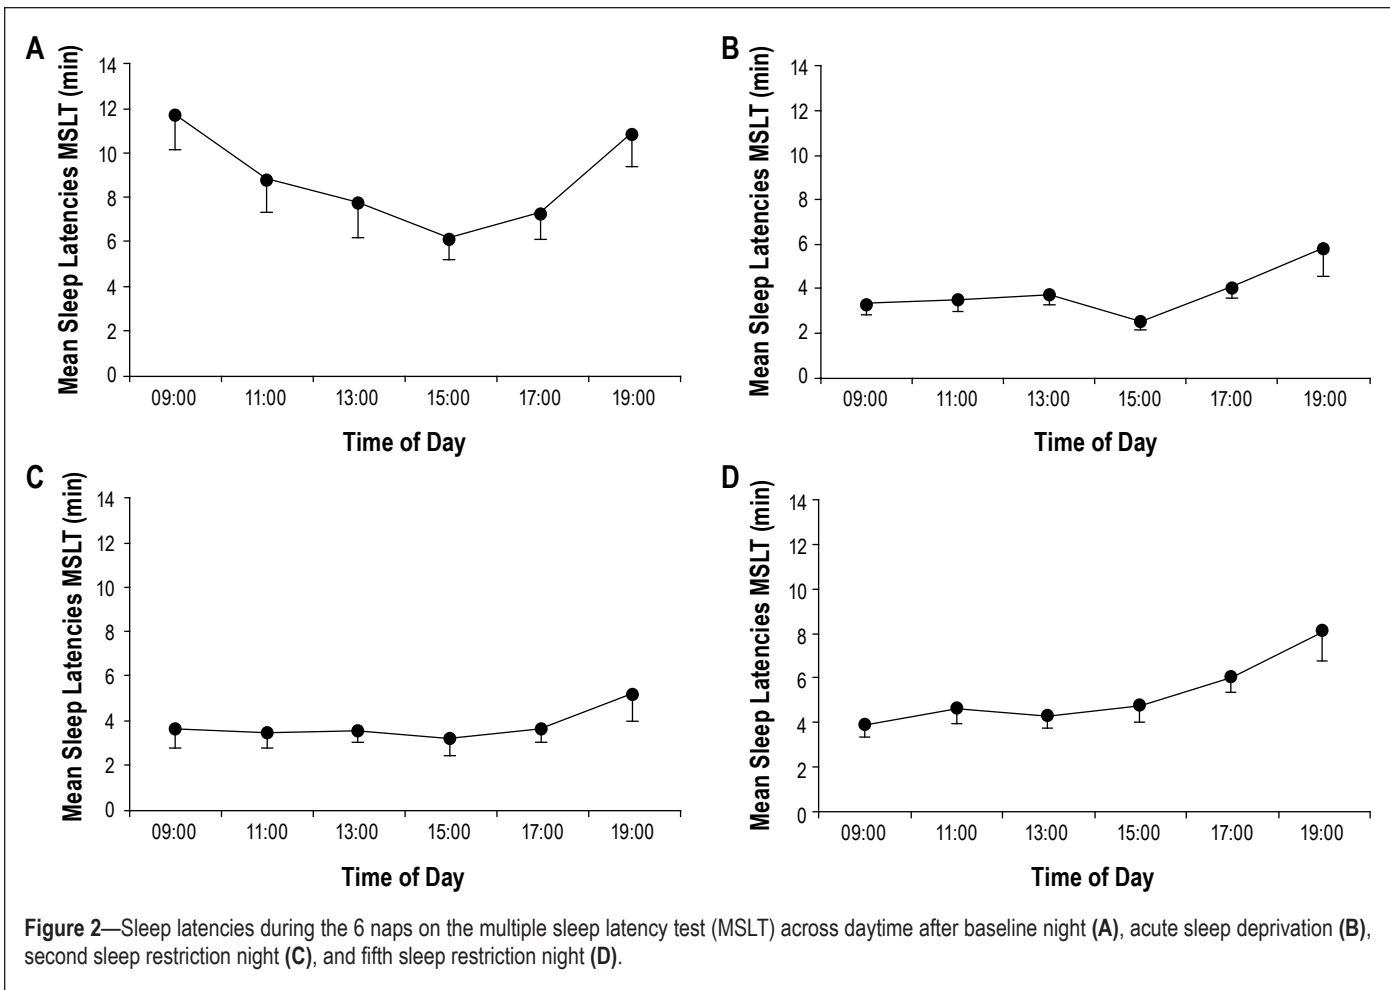 A
Mean Sleep Latencies MSLT (min)
14
12
10
8
6
4
2
0
09:00 11:00 13:00 15:00 17:00 19:00
Time of Day
B
Mean Sleep Latencies MSLT (min)
14
12
10
8
6
4
2
0
09:00 11:00 13:00 15:00 17:00 19:00
Time of Day
C
Mean Sleep Latencies MSLT (min)
14
12
10
8
6
4
2
0
09:00 11:00 13:00 15:00 17:00 19:00
Time of Day
D
Mean Sleep Latencies MSLT (min)
14
12
10
8
6
4
2
0
09:00 11:00 13:00 15:00 17:00 19:00
Time of Day
Figure 2—Sleep latencies during the 6 naps on the multiple sleep latency test (MSLT) across daytime after baseline night (A), acute sleep deprivation (B),
second sleep restriction night (C), and fifth sleep restriction night (D).